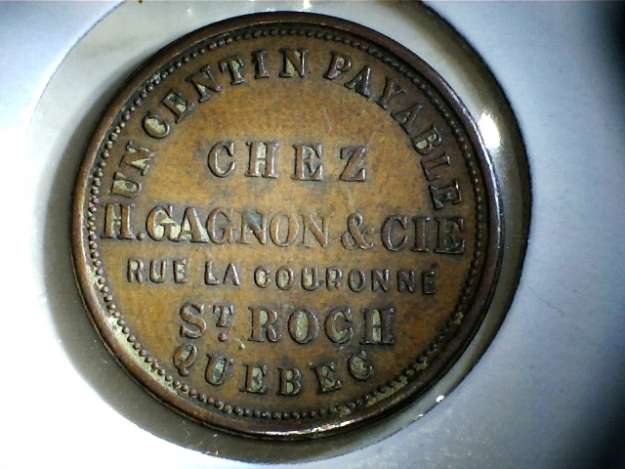 UN CENTIN PAYABLE
CHEZ
H. GAGNON & CIE
RUE LA COURONNE
ST. ROCH
QUEBEC